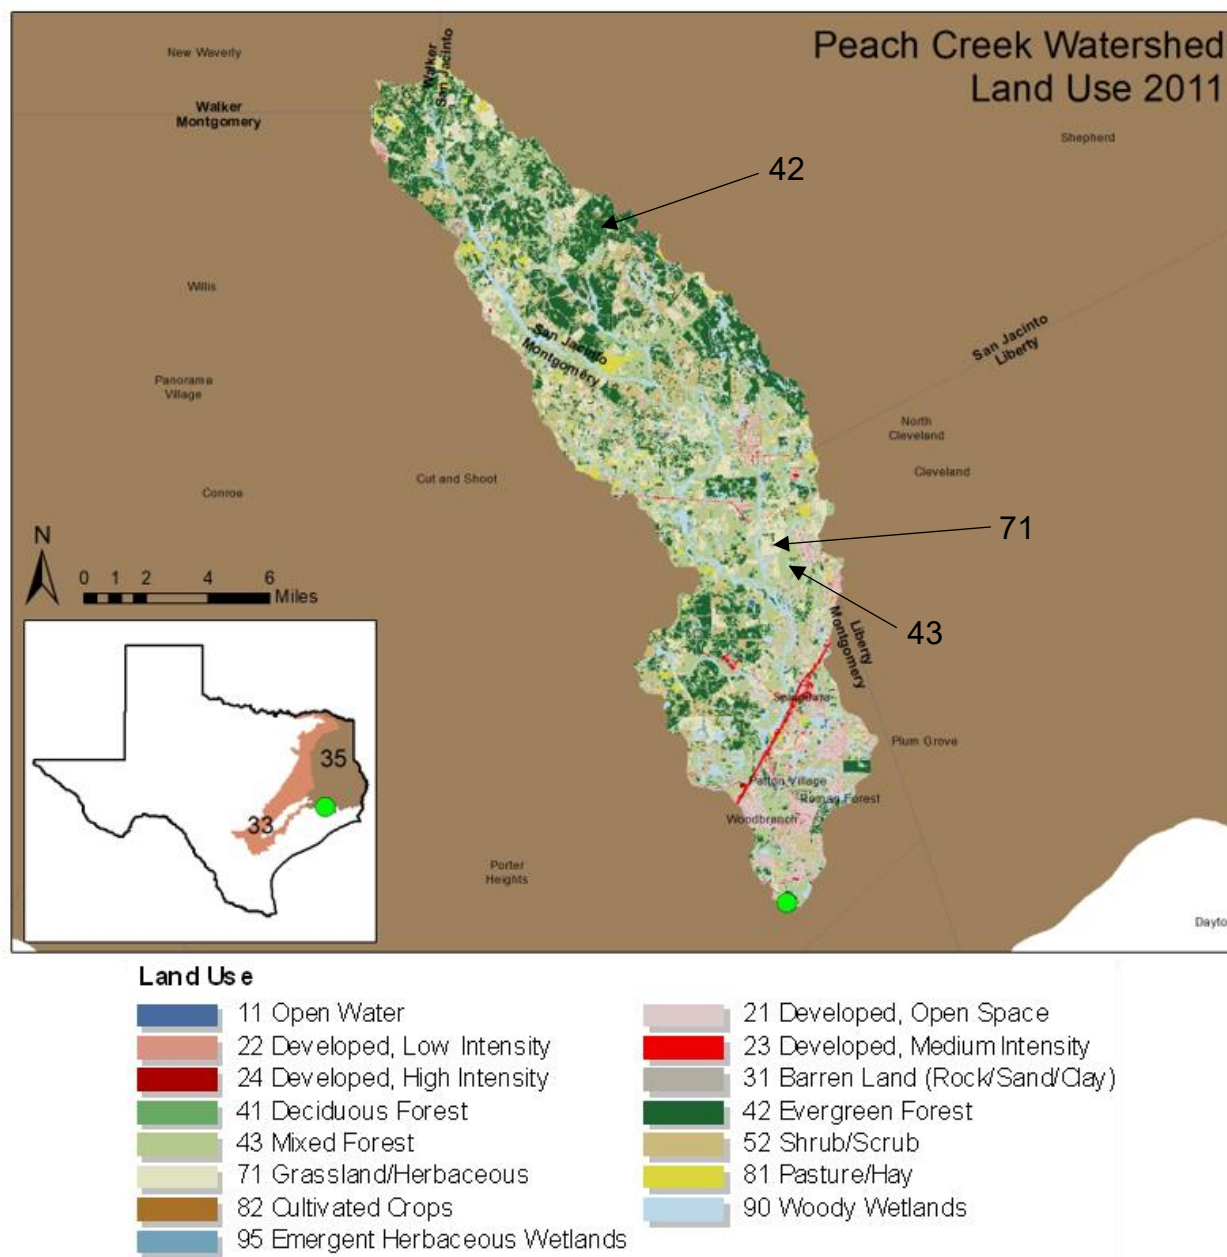 Peach Creek Watershed
Land Use 2011
New Waverly
Walker
San Jacinto
Walker
Montgomery
Shepherd
42
Willis
San Jacinto
Liberty
San Jacinto
Montgomery
Panorama
Village
North
Cleveland
Cleveland
Cut and Shoot
Conroe
71
N
0 1 2 4 6
Miles
43
Liberty
Montgomery
Splendora
Plum Grove
Patton Village
Roman Forest
Woodbranch
35
33
Porter
Heights
Dayto
Land Use
11 Open Water
21 Developed, Open Space
22 Developed, Low Intensity
23 Developed, Medium Intensity
24 Developed, High Intensity
31 Barren Land (Rock/Sand/Clay)
41 Deciduous Forest
42 Evergreen Forest
43 Mixed Forest
52 Shrub/Scrub
71 Grassland/Herbaceous
81 Pasture/Hay
82 Cultivated Crops
90 Woody Wetlands
95 Emergent Herbaceous Wetlands